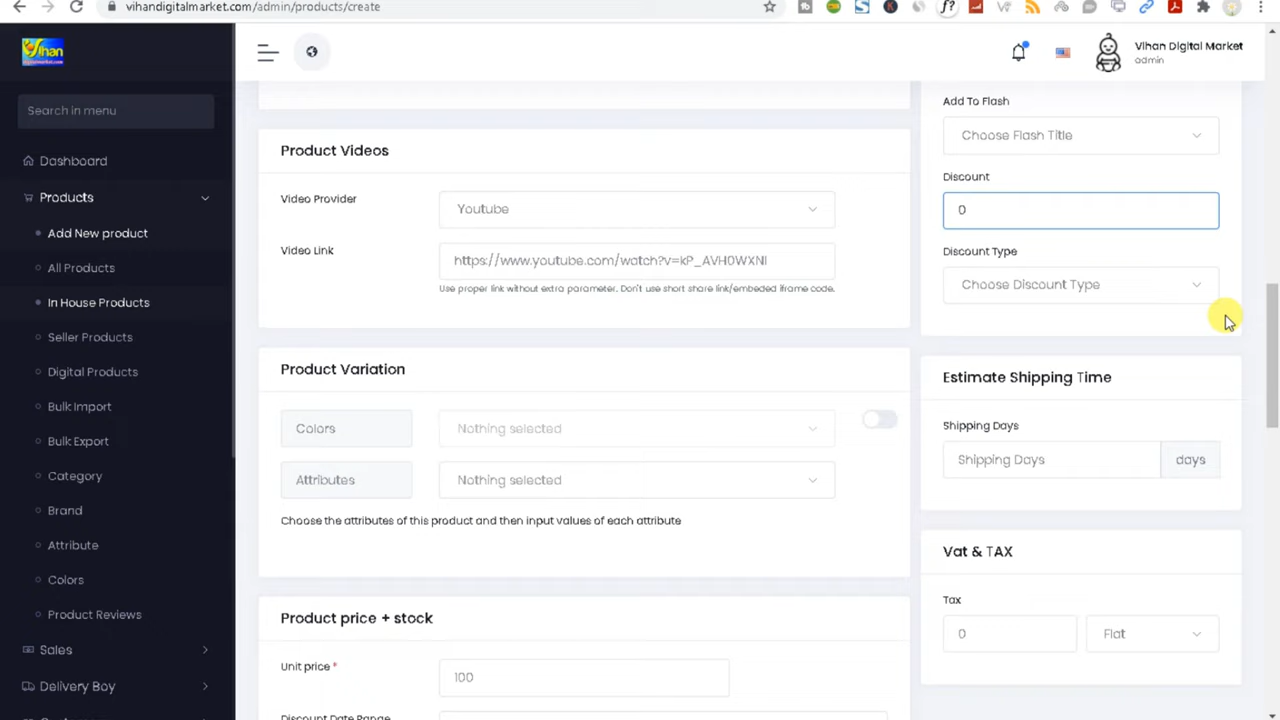 vihandigitalmarket.com/admin/products/create
Vihan
Search in menu
Dashboard
Products
Add New product
All Products
In House Products
Seller Products
Digital Products
Bulk Import
Bulk Export
Category
Brand
Attribute
Colors
Product Reviews
Sales
Delivery Boy
Vihan Digital Market
admin
Product Videos
Video Provider
Youtube
Video Link
https://www.youtube.com/watch?v=kP_AVH0WXNI
Use proper link without extra parameter. Don't use short share link/embeded iframe code.
Product Variation
Colors
Nothing selected
Attributes
Nothing selected
Choose the attributes of this product and then input values of each attribute
Product price + stock
Unit price *
100
Discount Date Range
Add To Flash
Choose Flash Title
Discount
0
Discount Type
Choose Discount Type
Estimate Shipping Time
Shipping Days
Shipping Days
days
Vat & TAX
Tax
0
Flat